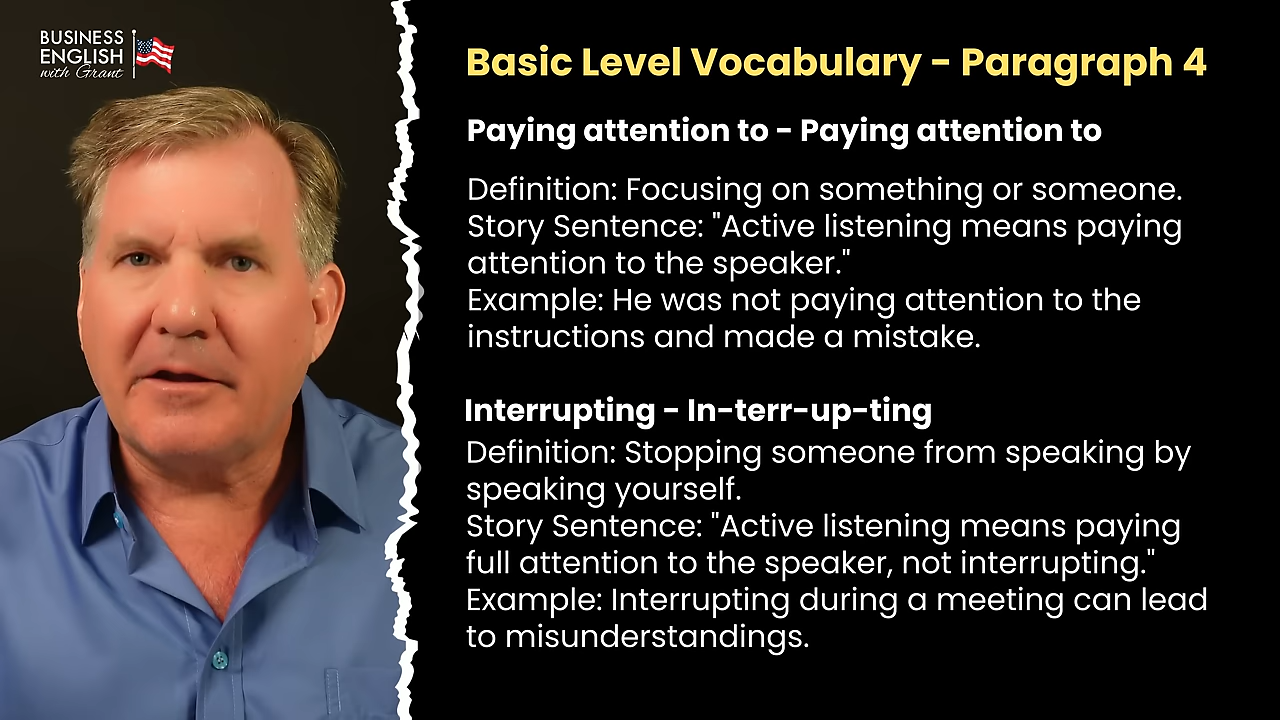 BUSINESS
ENGLISH
with Grant
Basic Level Vocabulary - Paragraph 4
Paying attention to - Paying attention to
Definition: Focusing on something or someone.
Story Sentence: "Active listening means paying
attention to the speaker."
Example: He was not paying attention to the
instructions and made a mistake.
Interrupting - In-terr-up-ting
Definition: Stopping someone from speaking by
speaking yourself.
Story Sentence: "Active listening means paying
full attention to the speaker, not interrupting."
Example: Interrupting during a meeting can lead
to misunderstandings.